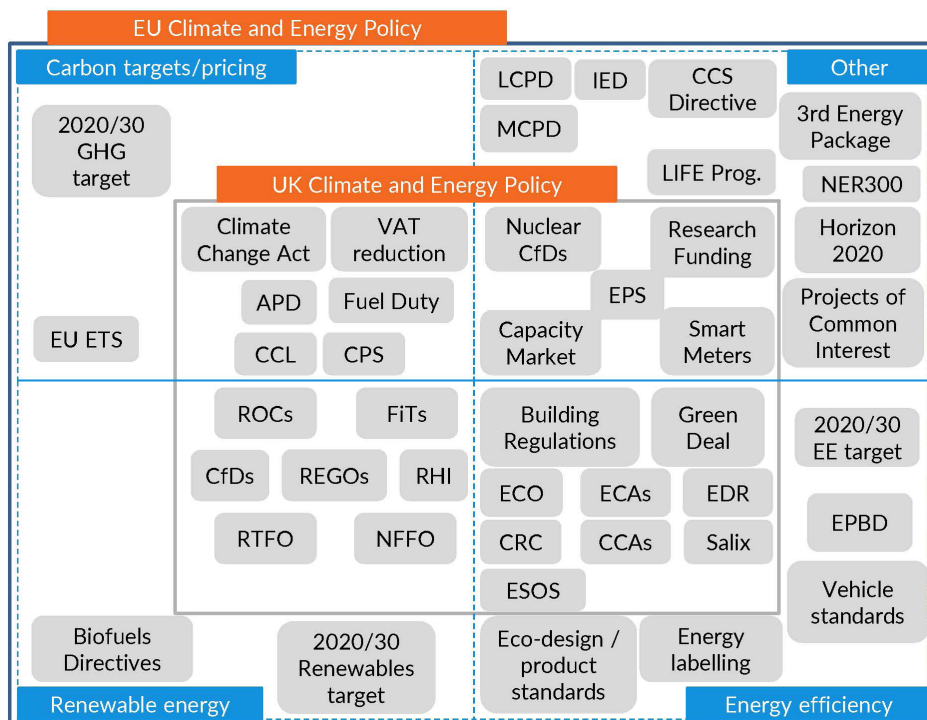 EU Climate and Energy Policy
Carbon targets/pricing
Other
LCPD
IED
CCS
Directive
MCPD
3rd Energy
Package
2020/30
GHG
target
LIFE Prog.
NER300
UK Climate and Energy Policy
Climate
Change Act
VAT
reduction
Nuclear
CfDs
Research
Funding
Horizon
2020
APD
Fuel Duty
EPS
EU ETS
CCL
CPS
Capacity
Market
Smart
Meters
Projects of
Common
Interest
ROCs
FiTs
Building
Regulations
Green
Deal
2020/30
EE target
CfDs
REGOs
RHI
ECO
ECAs
EDR
EPBD
RTFO
NFFO
CRC
CCAs
Salix
ESOS
Vehicle
standards
Biofuels
Directives
2020/30
Renewables
target
Eco-design /
product
standards
Energy
labelling
Renewable energy
Energy efficiency